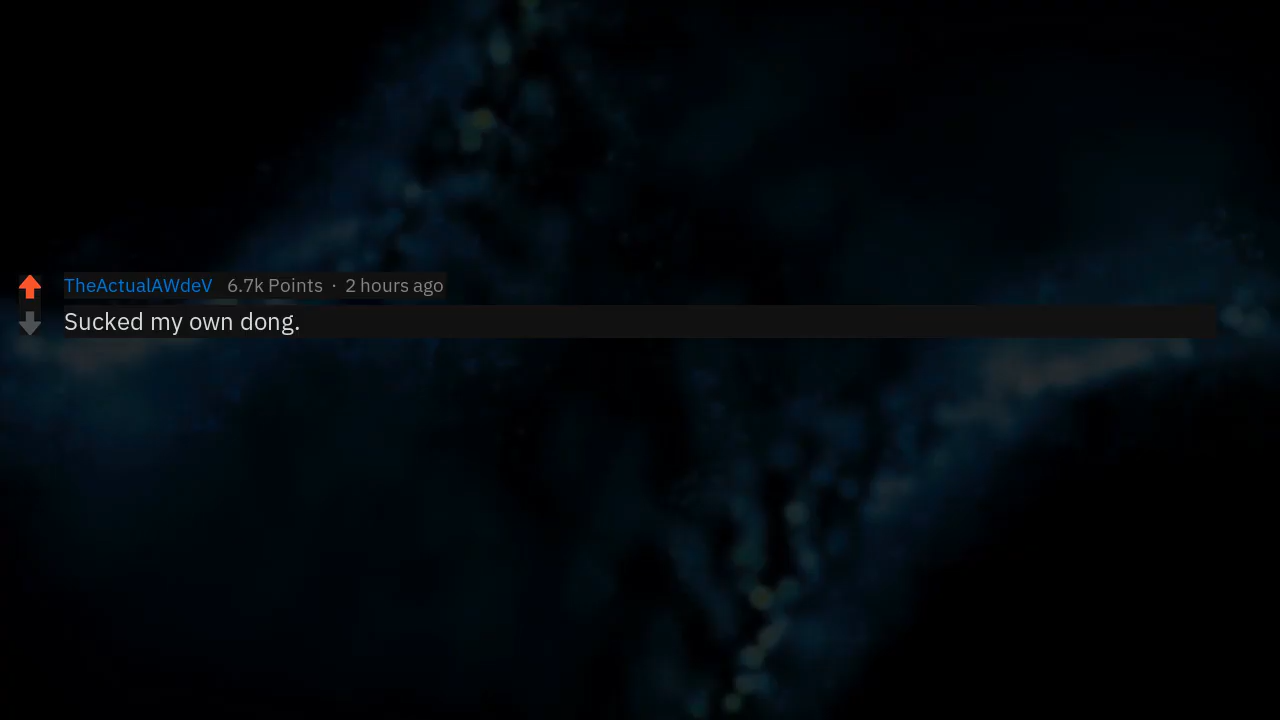 TheActualAWdeV 6.7k Points · 2 hours ago
Sucked my own dong.